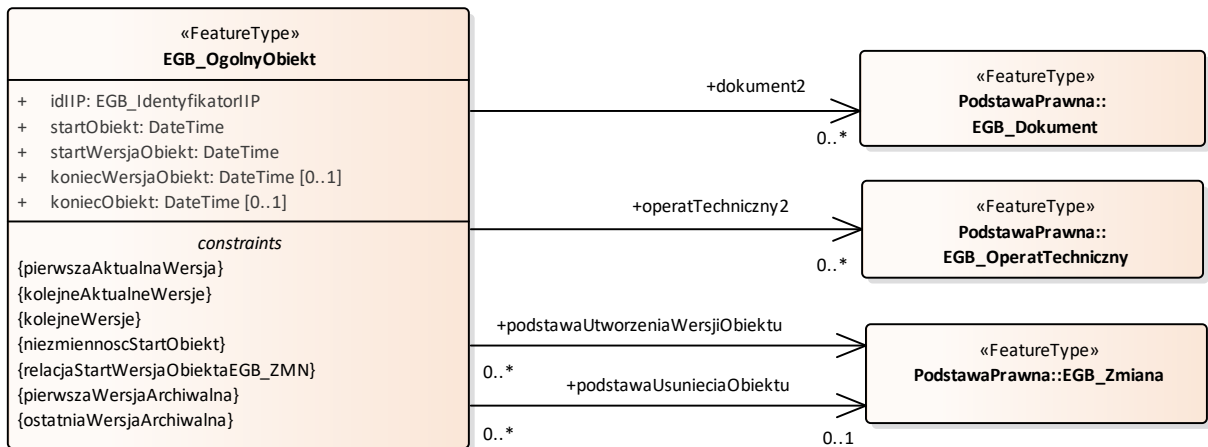 «FeatureType»
EGB_OgolnyObiekt
+ idIIP: EGB_IdentyfikatorIIP
+ startObiekt: DateTime
+ startWersjaObiekt: DateTime
+ koniecWersjaObiekt: DateTime [0..1]
+ koniecObiekt: DateTime [0..1]
constraints
{pierwszaAktualnaWersja}
{kolejneAktualneWersje}
{kolejneWersje}
{niezmiennoscStartObiekt}
{relacjaStartWersjaObiektaEGB_ZMN}
{pierwszaWersjaArchiwalna}
{ostatniaWersjaArchiwalna}
+dokument2
0..*
«FeatureType»
PodstawaPrawna::
EGB_Dokument
+operatTechniczny2
0..*
«FeatureType»
PodstawaPrawna::
EGB_OperatTechniczny
+podstawaUtworzeniaWersjiObiektu
0..*
+podstawaUsunieciaObiektu
0..*
0..1
«FeatureType»
PodstawaPrawna::EGB_Zmiana